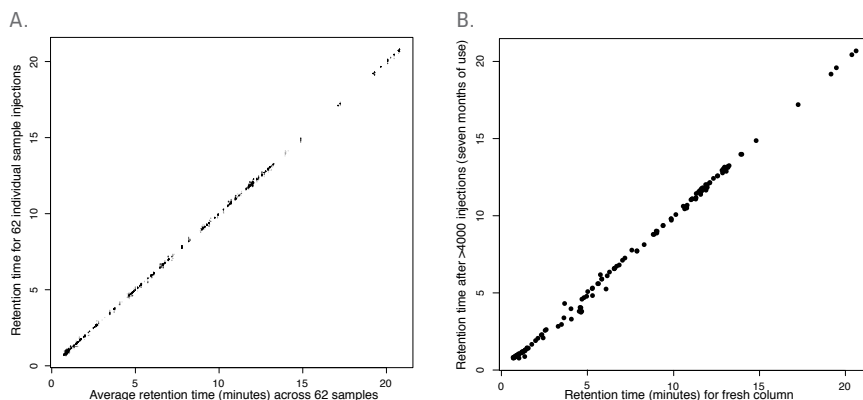 A.
B.
Retention time for 62 individual sample injections
20
15
10
5
0
0 5 10 15 20
Average retention time (minutes) across 62 samples
Retention time after >4000 injections (seven months of use)
20
15
10
5
0
0 5 10 15 20
Retention time (minutes) for fresh column